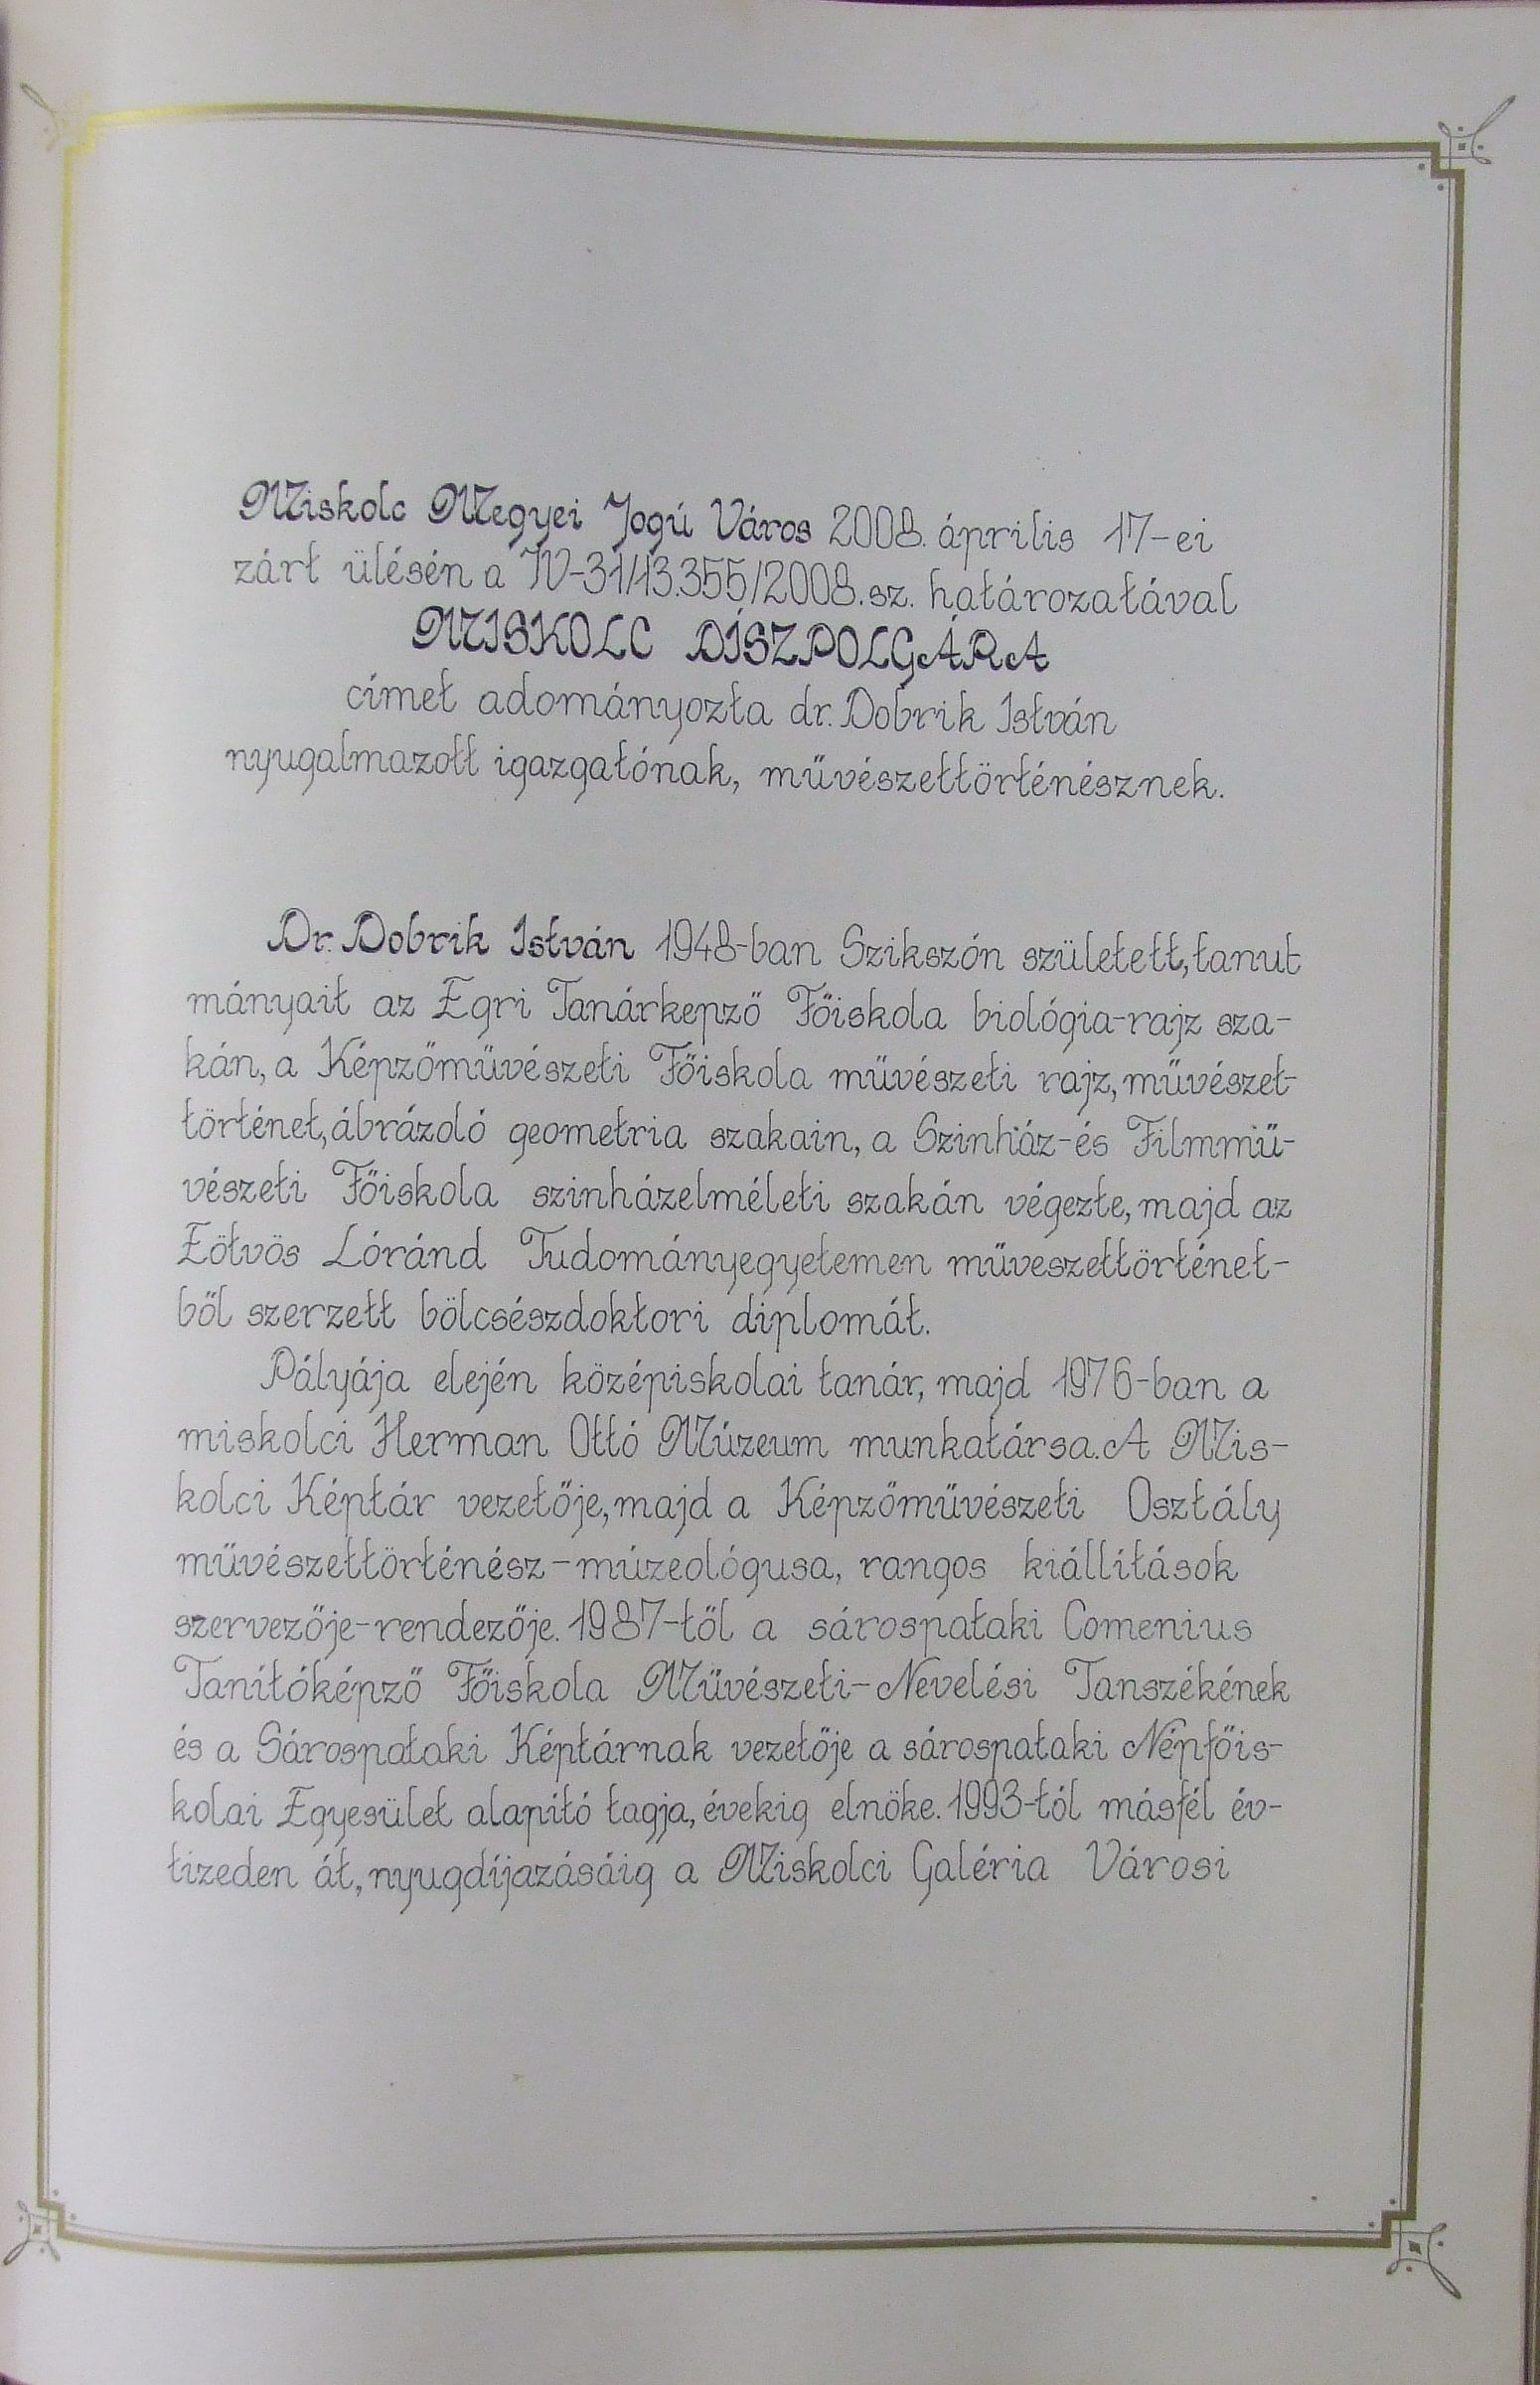 Miskolc Megyei Jogú Város 2008. április 17-ei
zárt ülésén a IV-31/13.355/2008.sz. határozatával
MISKOLC DÍSZPOLGÁRA
címet adományozta dr. Dobrik István
nyugalmazott igazgatónak, művészettörténésznek.
Dr. Dobrik István 1948-ban Szikszón született, tanul
mányait az Egri Tanárkepző Főiskola biológia-rajz sza-
kán, a Képzőművészeti Főiskola művészeti rajz, művészet-
történet, ábrázoló geometria szakain, a Szinház-és Filmmű-
vészeti Főiskola szinházelméleti szakán végezte, majd az
Eötvös Lóránd Tudományegyetemen műveszettörténet-
ből szerzett bölcsészdoktori diplomát.
Pályája elején középiskolai tanár, majd 1976-ban a
miskolci Herman Ottó Múzeum munkatársa. A Mis-
kolci Képtár vezetője, majd a Képzőművészeti Osztály
művészettörténész-múzeológusa, rangos kiállítások
szervezője-rendezője. 1987-től a sárospataki Comenius
Tanítóképző Főiskola Művészeti-Nevelési Tanszékének
és a Sárospataki Képtárnak vezetője a sárospataki Népfőis-
kolai Egyesület alapító tagja, évekig elnöke. 1993-tól másfél év-
tizeden át, nyugdíjazásáig a Miskolci Galéria Városi